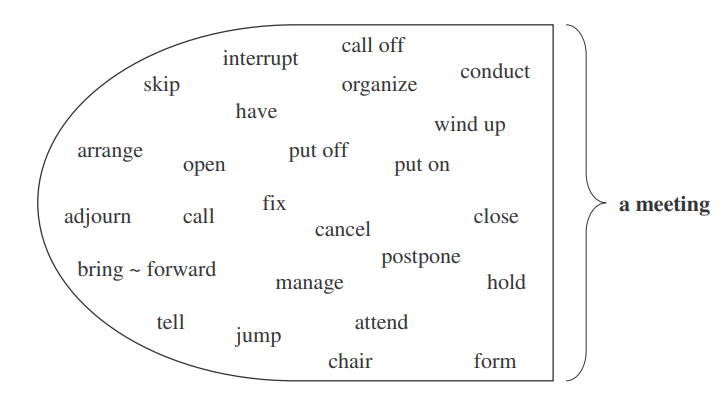 call off
interrupt
conduct
skip
organize
have
wind up
arrange
put off
open
put on
fix
a meeting
adjourn
call
close
cancel
postpone
bring ~ forward
manage
hold
tell
attend
jump
chair
form